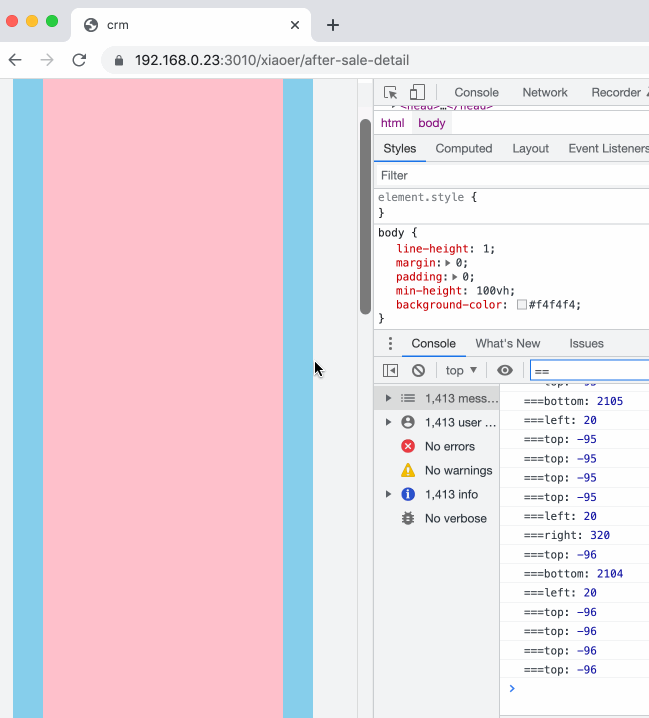 crm
192.168.0.23:3010/xiaoer/after-sale-detail
Console Network Recorder
<head>…</head>
html body
Styles Computed Layout Event Listeners
Filter
element.style {
}
body {
line-height: 1;
margin: 0;
padding: 0;
min-height: 100vh;
background-color: #f4f4f4;
}
Console What's New Issues
top ==
1,413 mess…
1,413 user …
No errors
No warnings
1,413 info
No verbose
===bottom: 2105
===left: 20
===top: -95
===top: -95
===top: -95
===top: -95
===left: 20
===right: 320
===top: -96
===bottom: 2104
===left: 20
===top: -96
===top: -96
===top: -96
===top: -96